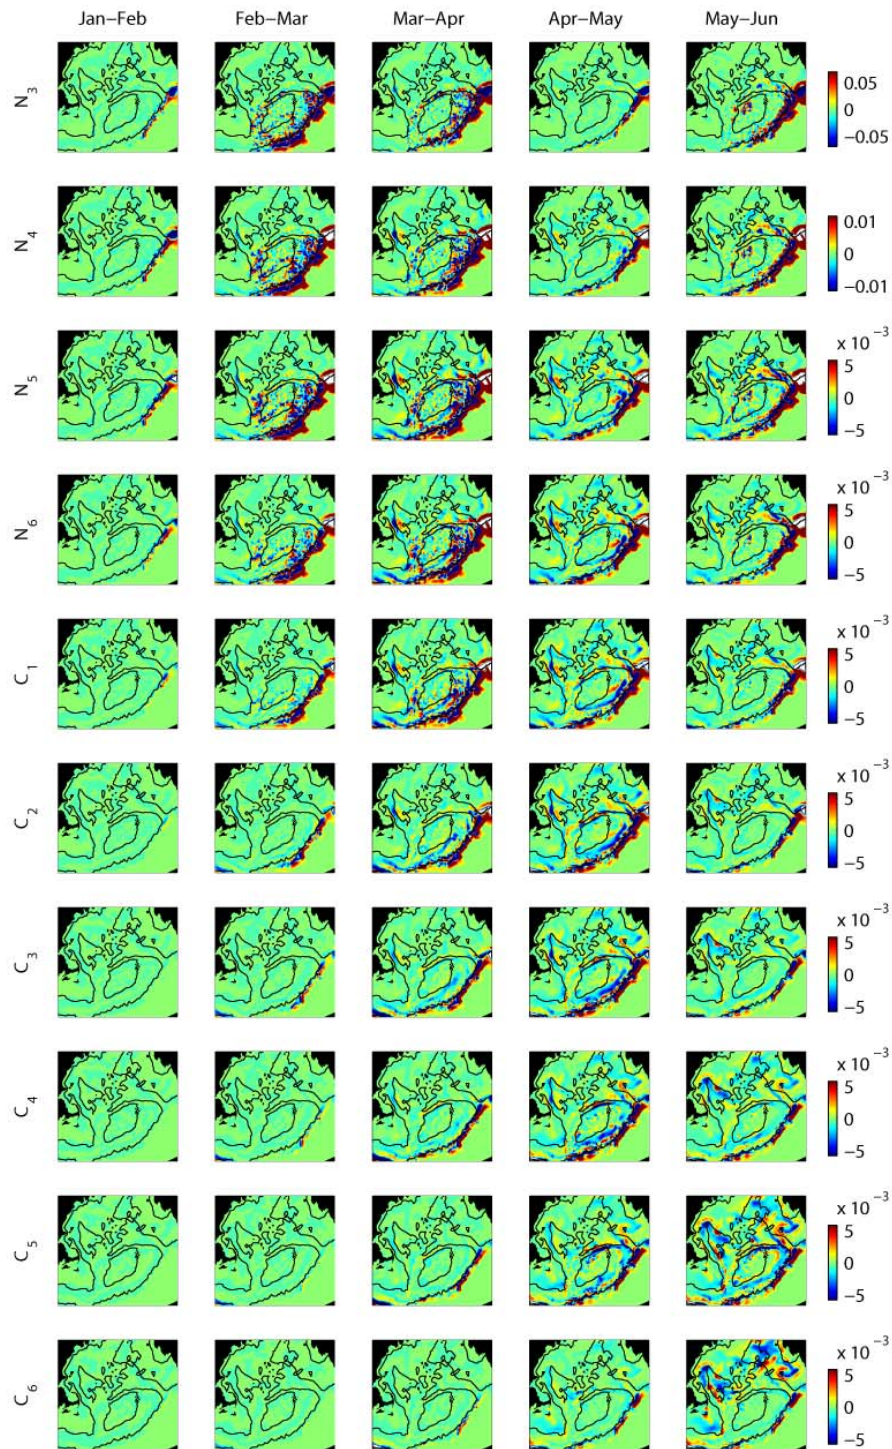 Jan–Feb Feb–Mar Mar–Apr Apr–May May–Jun
N3 0.05 0 −0.05
N4 0.01 0 −0.01
N5 x 10−3 5 0 −5
N6 x 10−3 5 0 −5
C1 x 10−3 5 0 −5
C2 x 10−3 5 0 −5
C3 x 10−3 5 0 −5
C4 x 10−3 5 0 −5
C5 x 10−3 5 0 −5
C6 x 10−3 5 0 −5